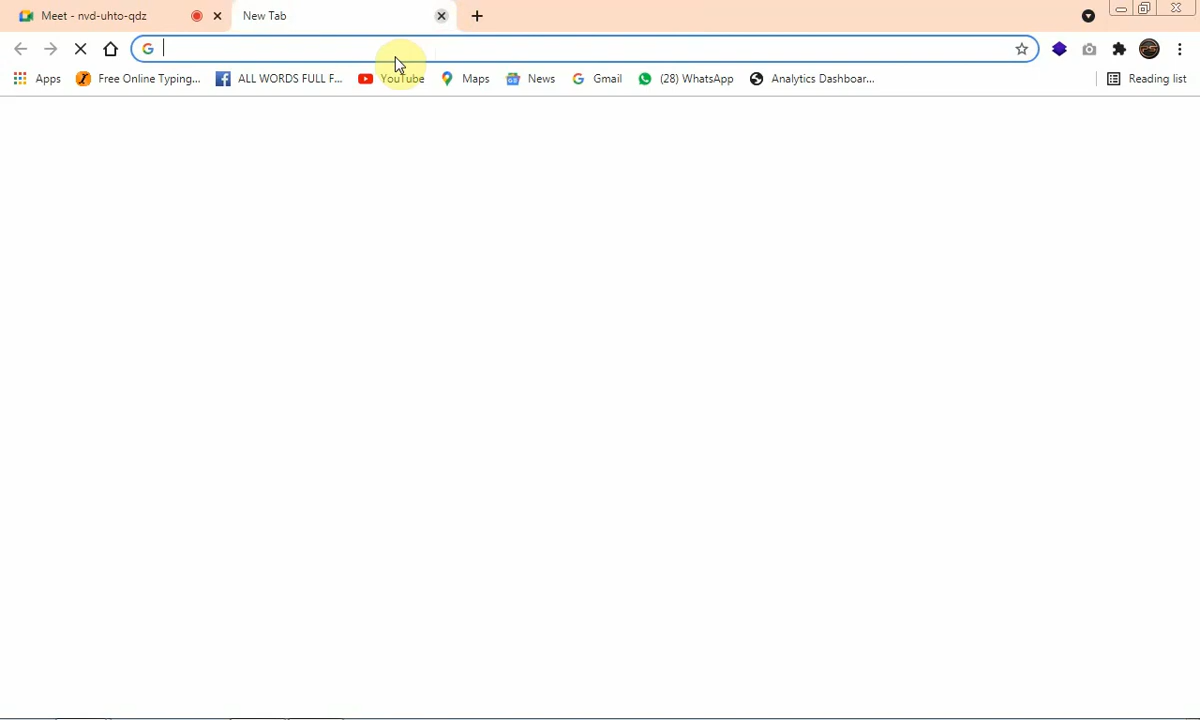 Meet - nvd-uhto-qdz
New Tab
Apps
Free Online Typing...
ALL WORDS FULL F...
YouTube
Maps
News
Gmail
(28) WhatsApp
Analytics Dashboar...
Reading list